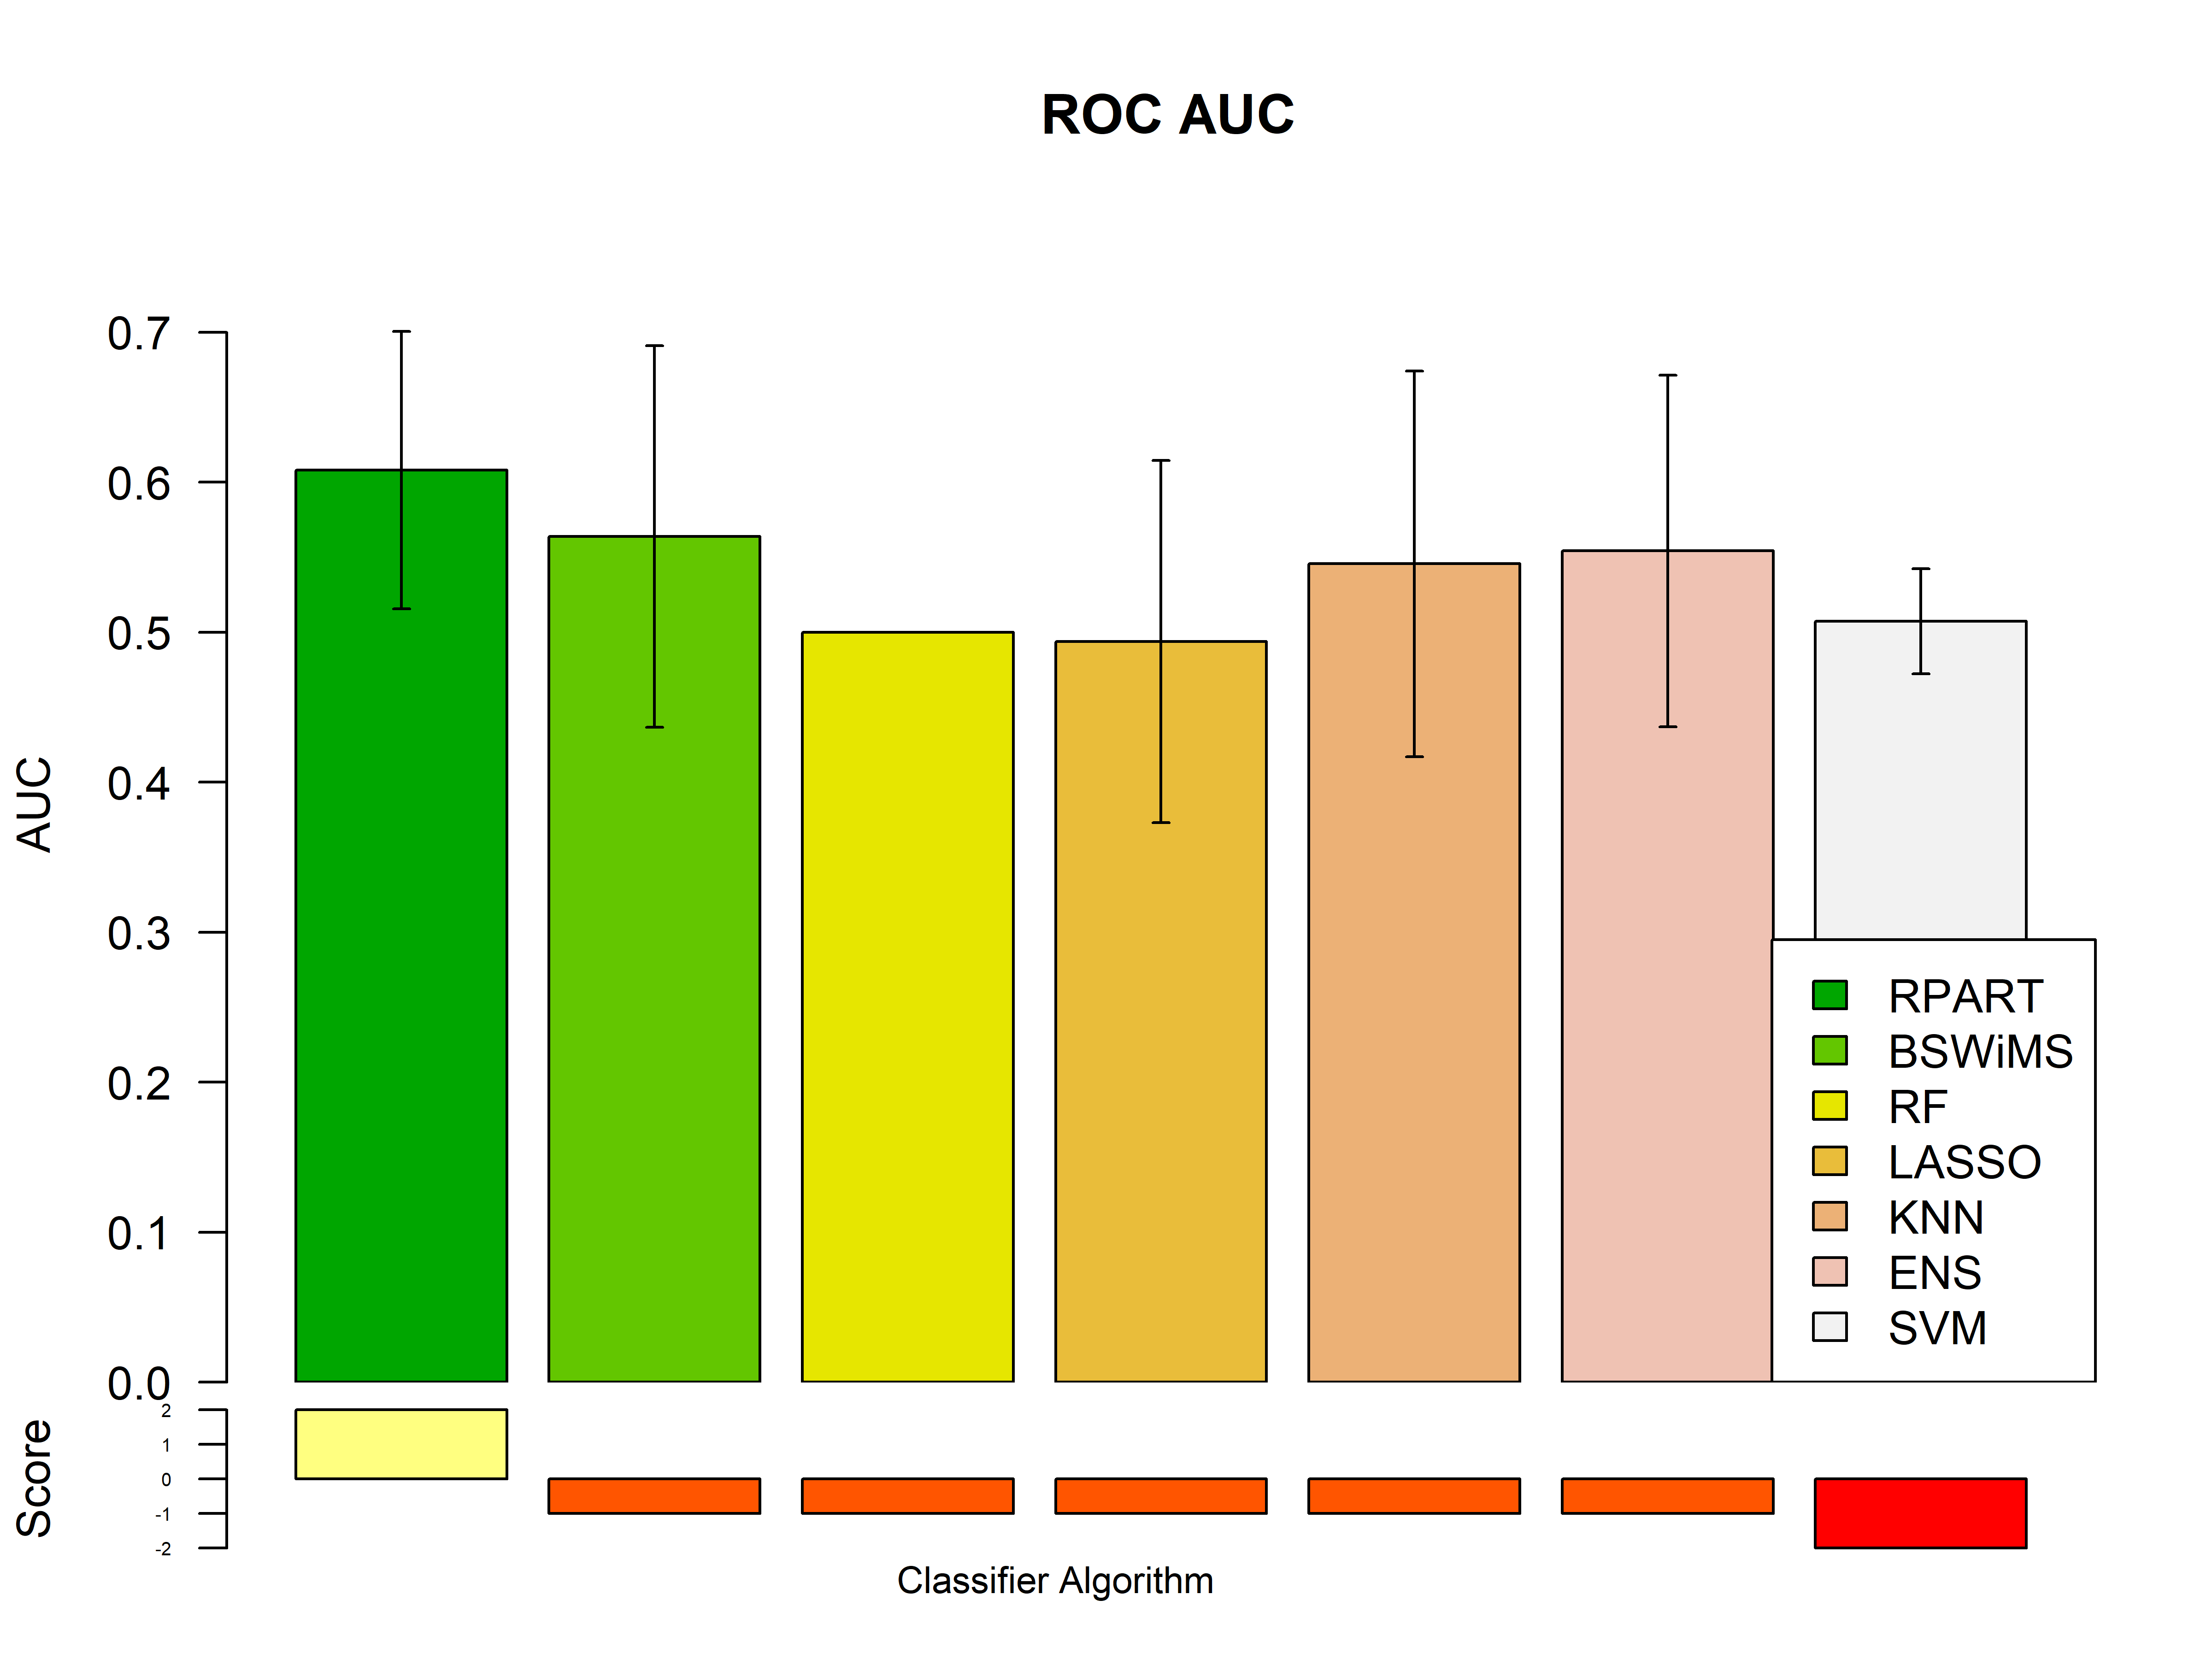 ROC AUC
AUC
0.7
0.6
0.5
0.4
0.3
0.2
0.1
0.0
RPART
BSWiMS
RF
LASSO
KNN
ENS
SVM
Score
2
1
0
-1
-2
Classifier Algorithm